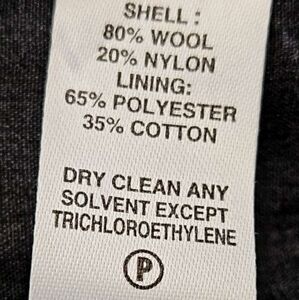 SHELL:
80% WOOL
20% NYLON
LINING:
65% POLYESTER
35% COTTON
DRY CLEAN ANY
SOLVENT EXCEPT
TRICHLOROETHYLENE
P